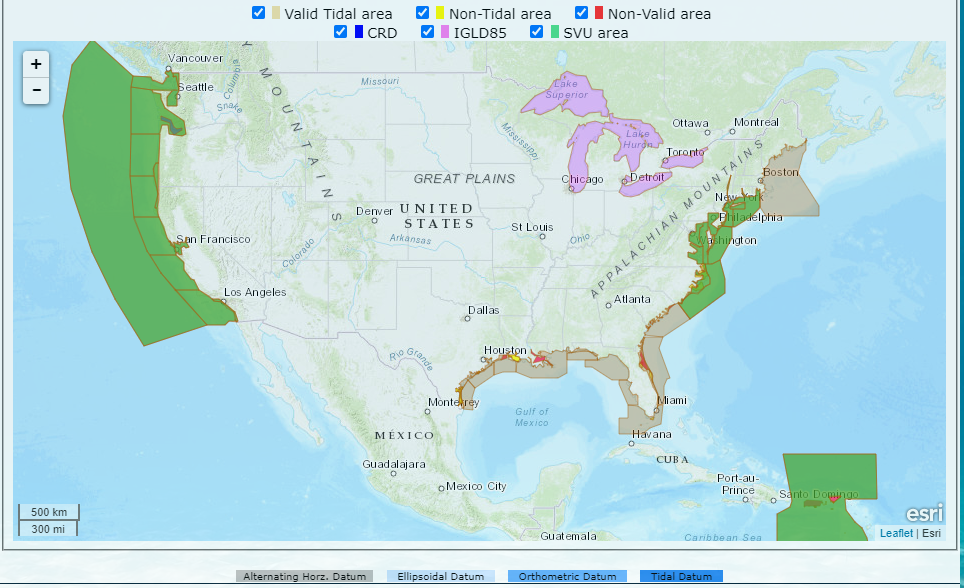 Valid Tidal area Non-Tidal area Non-Valid area
CRD IGLD85 SVU area
+
−
Vancouver
Seattle
Columbia
Snake
MOUNTAINS
Missouri
Mississippi
Lake
Superior
Lake
Huron
Ottawa
Montreal
Toronto
Chicago
Detroit
Boston
GREAT PLAINS
New York
Philadelphia
Washington
Denver
UNITED
STATES
St Louis
Ohio
APPALACHIAN MOUNTAINS
Arkansas
San Francisco
Colorado
Los Angeles
Atlanta
Dallas
Houston
Rio Grande
Monterrey
Gulf of
Mexico
Miami
Havana
MÉXICO
CUBA
Guadalajara
Mexico City
Port-au-
Prince
Santo Domingo
Guatemala
Caribbean Sea
500 km
300 mi
esri
Leaflet | Esri
Alternating Horz. Datum Ellipsoidal Datum Orthometric Datum Tidal Datum